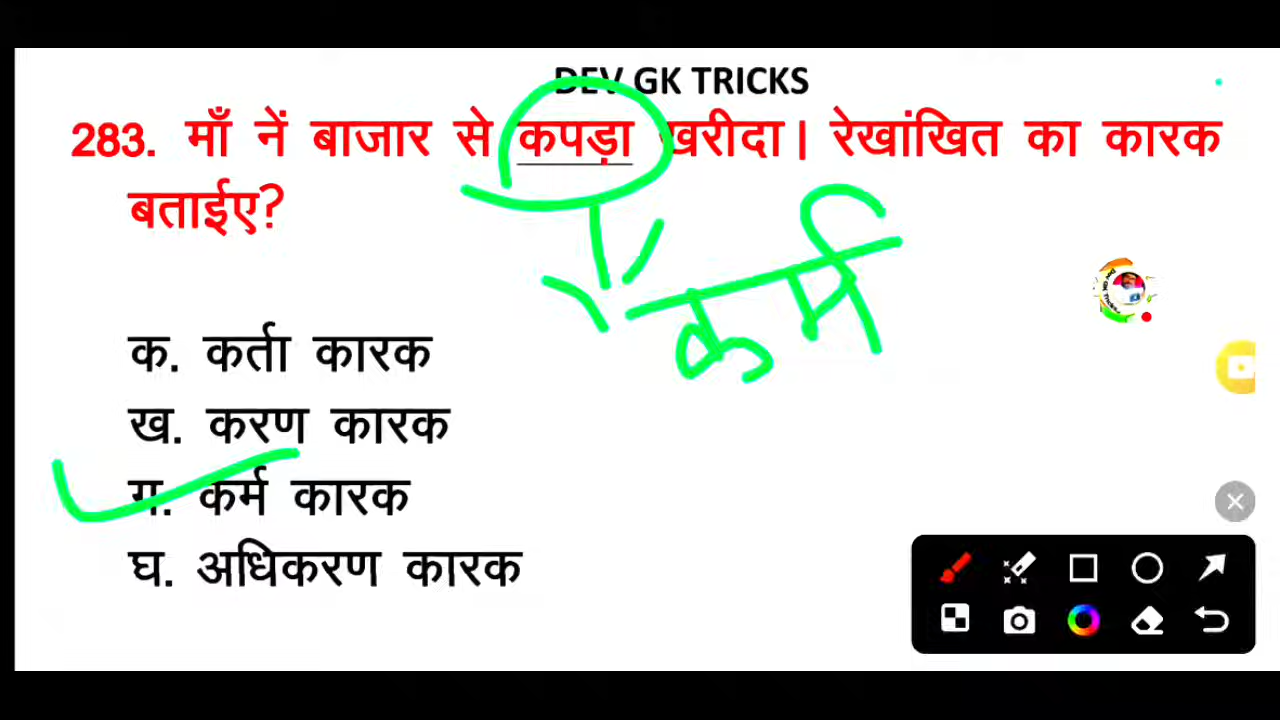 DEV GK TRICKS
283. माँ नें बाजार से कपड़ा खरीदा। रेखांखित का कारक
बताईए?
कर्म
क. कर्ता कारक
ख. करण कारक
ग. कर्म कारक
घ. अधिकरण कारक